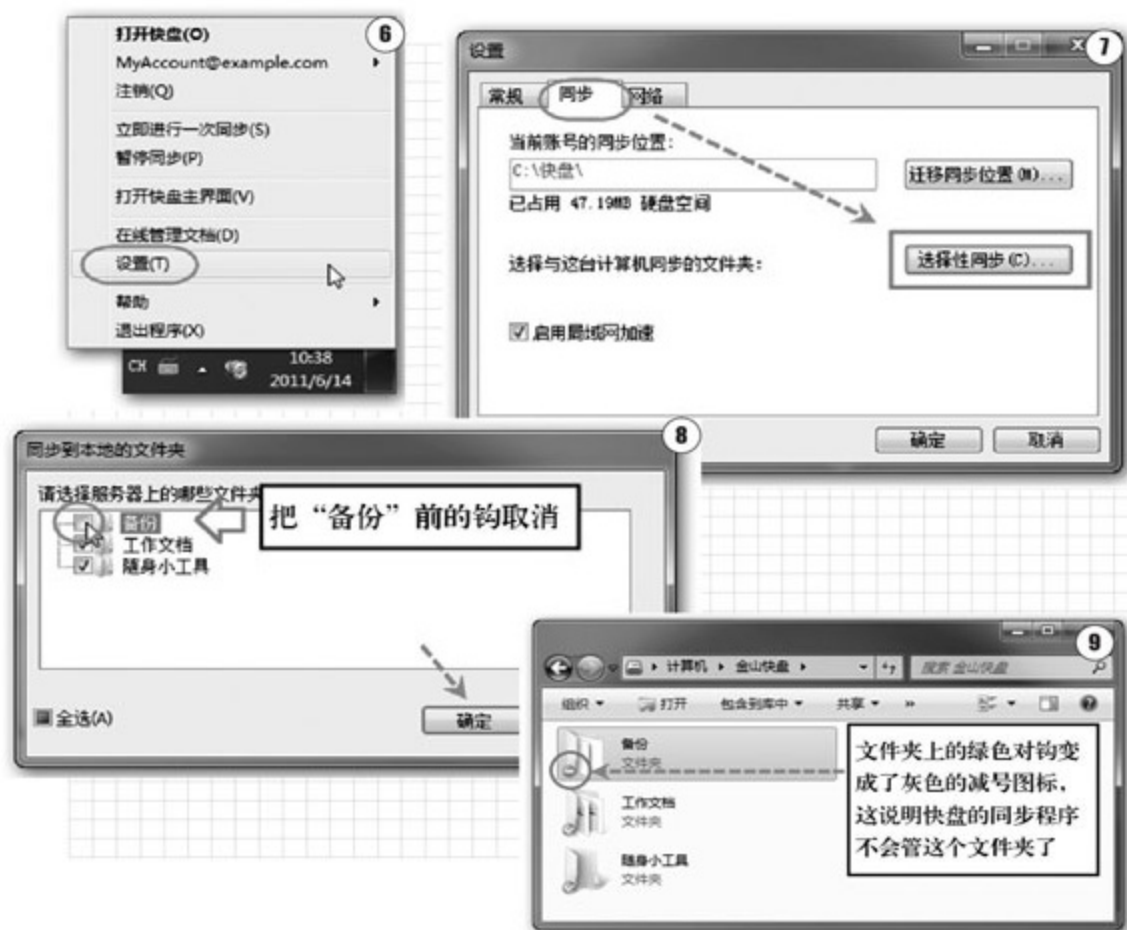 6
打开快盘(O)
MyAccount@example.com
注销(Q)
立即进行一次同步(S)
暂停同步(P)
打开快盘主界面(V)
在线管理文档(D)
设置(T)
帮助
退出程序(X)
CH
10:38
2011/6/14
7
设置
常规 同步 网络
当前账号的同步位置:
C:\快盘\
迁移同步位置(M)...
已占用 47.19MB 硬盘空间
选择与这台计算机同步的文件夹:
选择性同步(C)...
启用局域网加速
确定 取消
8
同步到本地的文件夹
请选择服务器上的哪些文件夹
备份
工作文档
随身小工具
把“备份”前的钩取消
全选(A)
确定
9
计算机 金山快盘
搜索 金山快盘
组织 打开 包含到库中 共享 »
备份
文件夹
工作文档
文件夹
随身小工具
文件夹
文件夹上的绿色对钩变
成了灰色的减号图标,
这说明快盘的同步程序
不会管这个文件夹了